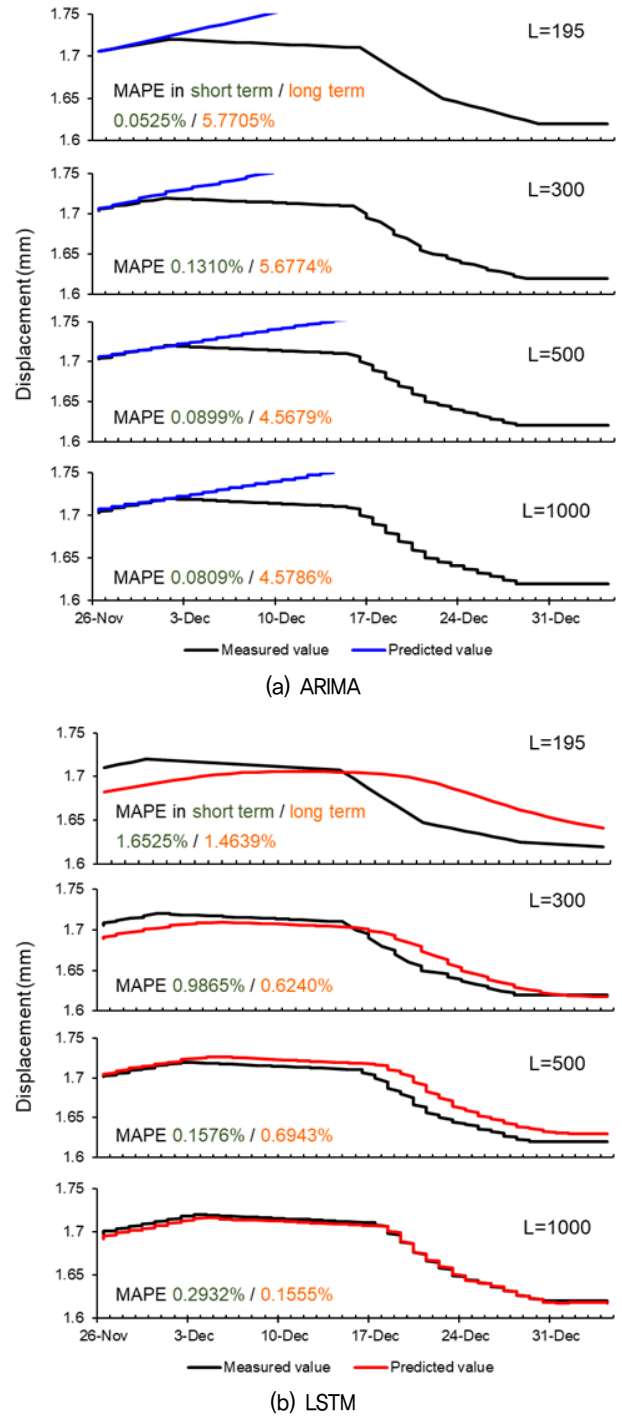 1.75
L=195
1.7
MAPE in short term / long term
1.65
0.0525% / 5.7705%
1.6
1.75
L=300
1.7
1.65
MAPE 0.1310% / 5.6774%
1.6
Displacement (mm)
1.75
L=500
1.7
1.65
MAPE 0.0899% / 4.5679%
1.6
1.75
L=1000
1.7
1.65
MAPE 0.0809% / 4.5786%
1.6
26-Nov 3-Dec 10-Dec 17-Dec 24-Dec 31-Dec
Measured value Predicted value
(a) ARIMA
1.75
L=195
1.7
MAPE in short term / long term
1.65
1.6525% / 1.4639%
1.6
1.75
L=300
1.7
1.65
MAPE 0.9865% / 0.6240%
1.6
Displacement (mm)
1.75
L=500
1.7
1.65
MAPE 0.1576% / 0.6943%
1.6
1.75
L=1000
1.7
1.65
MAPE 0.2932% / 0.1555%
1.6
26-Nov 3-Dec 10-Dec 17-Dec 24-Dec 31-Dec
Measured value Predicted value
(b) LSTM